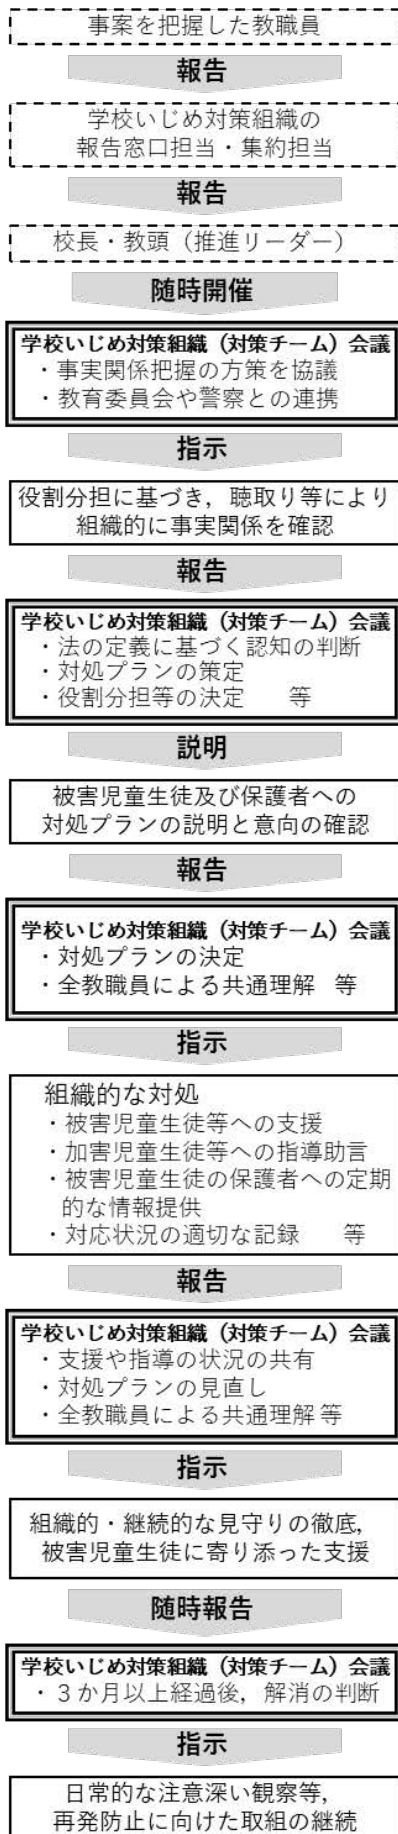 事案を把握した教職員
報告
学校いじめ対策組織の
報告窓口担当・集約担当
報告
校長・教頭（推進リーダー）
随時開催
学校いじめ対策組織（対策チーム）会議
・事実関係把握の方策を協議
・教育委員会や警察との連携
指示
役割分担に基づき，聴取り等により
組織的に事実関係を確認
報告
学校いじめ対策組織（対策チーム）会議
・法の定義に基づく認知の判断
・対処プランの策定
・役割分担等の決定　　等
説明
被害児童生徒及び保護者への
対処プランの説明と意向の確認
報告
学校いじめ対策組織（対策チーム）会議
・対処プランの決定
・全教職員による共通理解　等
指示
組織的な対処
・被害児童生徒等への支援
・加害児童生徒等への指導助言
・被害児童生徒の保護者への定期
的な情報提供
・対応状況の適切な記録　　等
報告
学校いじめ対策組織（対策チーム）会議
・支援や指導の状況の共有
・対処プランの見直し
・全教職員による共通理解 等
指示
組織的・継続的な見守りの徹底，
被害児童生徒に寄り添った支援
随時報告
学校いじめ対策組織（対策チーム）会議
・３か月以上経過後，解消の判断
指示
日常的な注意深い観察等，
再発防止に向けた取組の継続